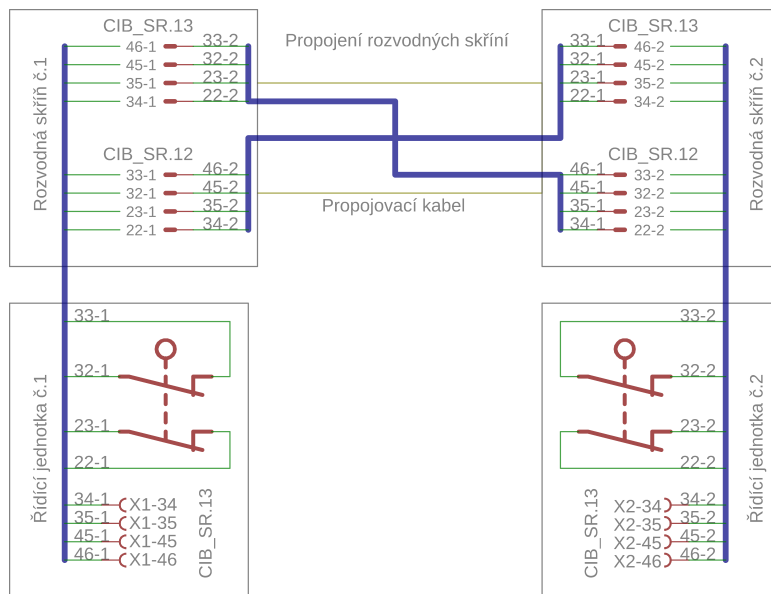 CIB_SR.13
46-1 33-2
45-1 32-2
35-1 23-2
34-1 22-2
CIB_SR.12
33-1 46-2
32-1 45-2
23-1 35-2
22-1 34-2
Rozvodná skříň č.1
Propojení rozvodných skříní
Propojovací kabel
CIB_SR.13
33-1 46-2
32-1 45-2
23-1 35-2
22-1 34-2
CIB_SR.12
46-1 33-2
45-1 32-2
35-1 23-2
34-1 22-2
Rozvodná skříň č.2
33-1
32-1
23-1
22-1
34-1 X1-34
35-1 X1-35
45-1 X1-45
46-1 X1-46
CIB_SR.13
Řídící jednotka č.1
33-2
32-2
23-2
22-2
X2-34 34-2
X2-35 35-2
X2-45 45-2
X2-46 46-2
CIB_SR.13
Řídící jednotka č.2